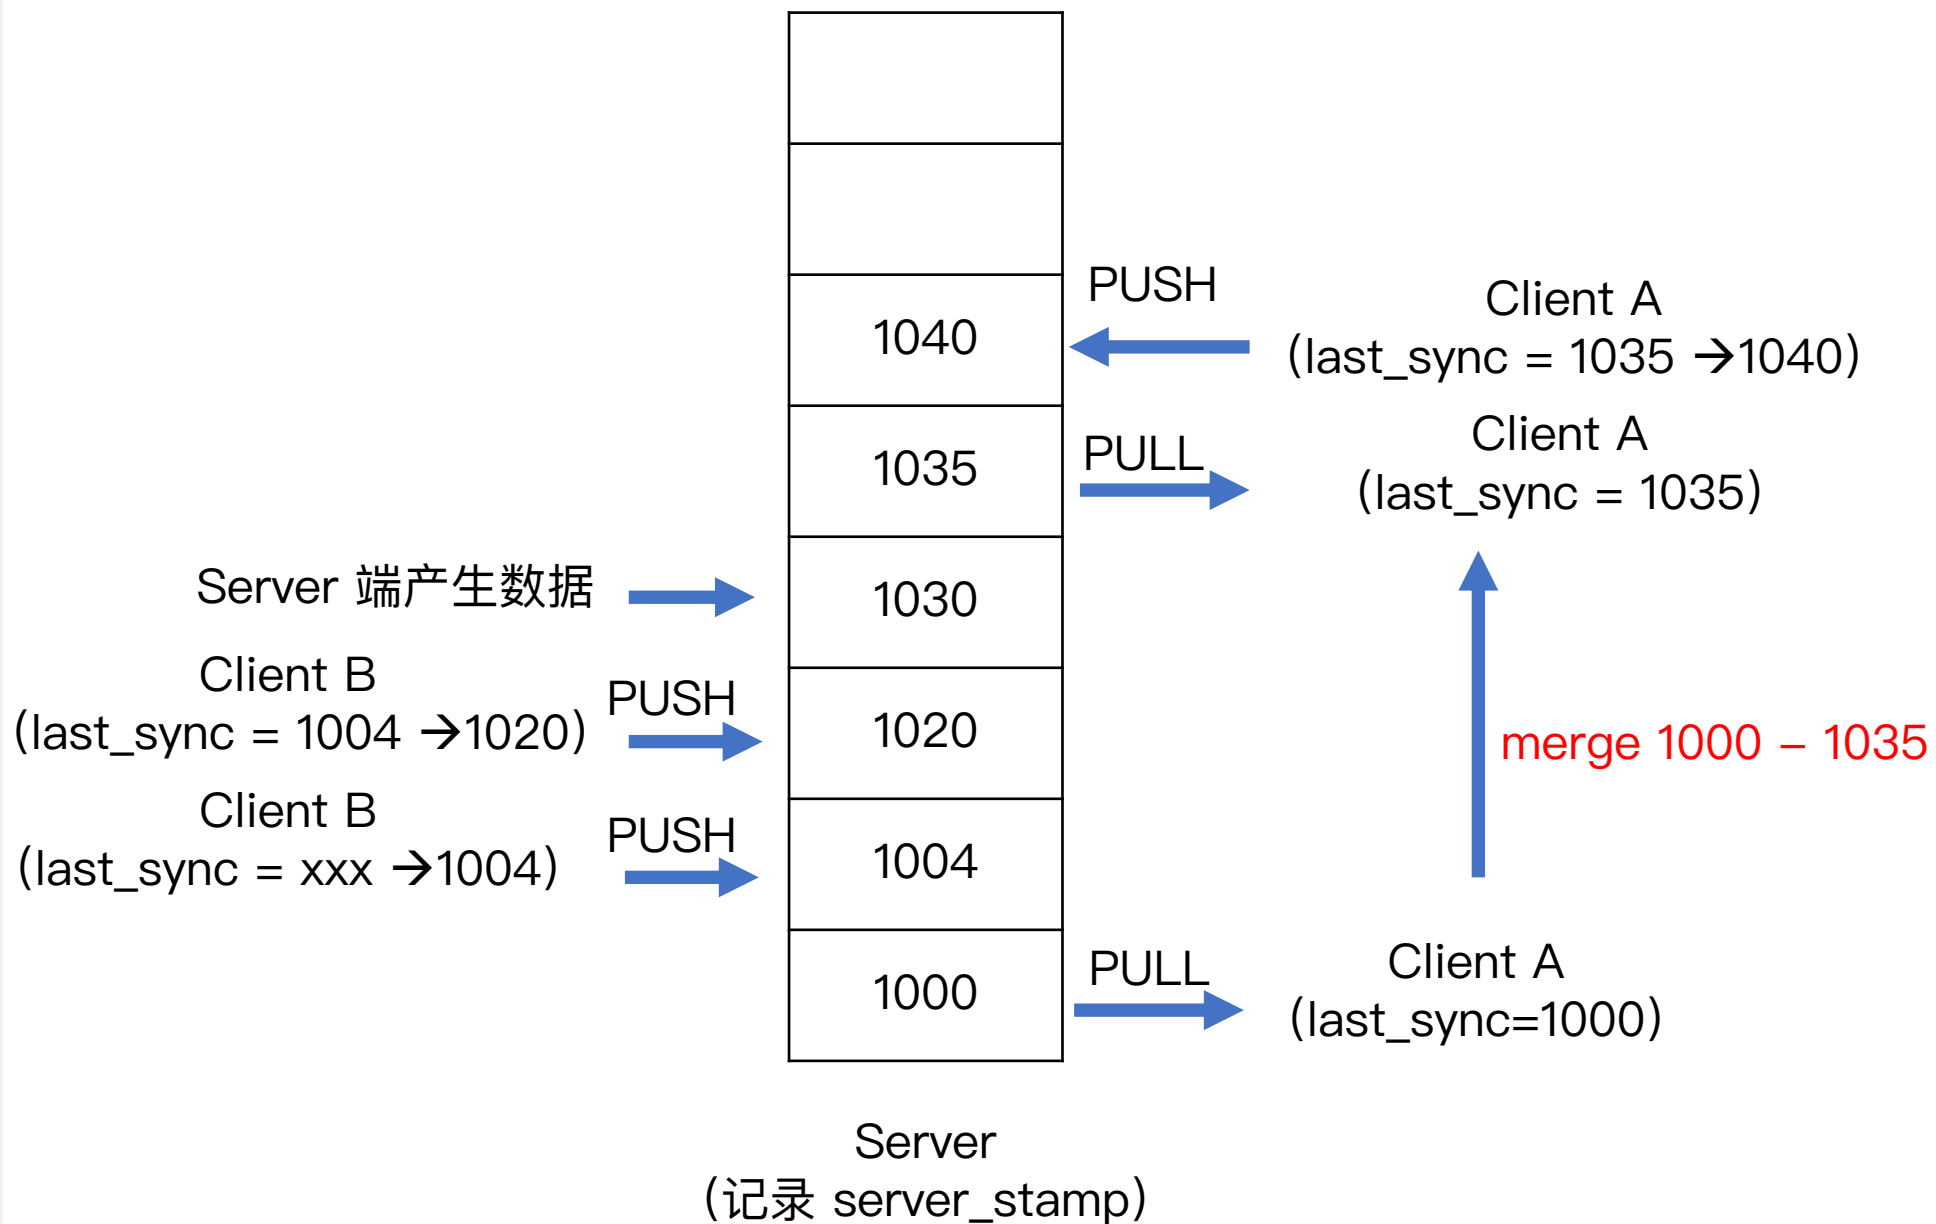 PUSH
Client A
1040
(last_sync = 1035 →1040)
Client A
PULL
1035
(last_sync = 1035)
Server 端产生数据
1030
Client B
PUSH
(last_sync = 1004 →1020)
1020
merge 1000 – 1035
Client B
PUSH
(last_sync = xxx →1004)
1004
PULL
Client A
1000
(last_sync=1000)
Server
(记录 server_stamp)